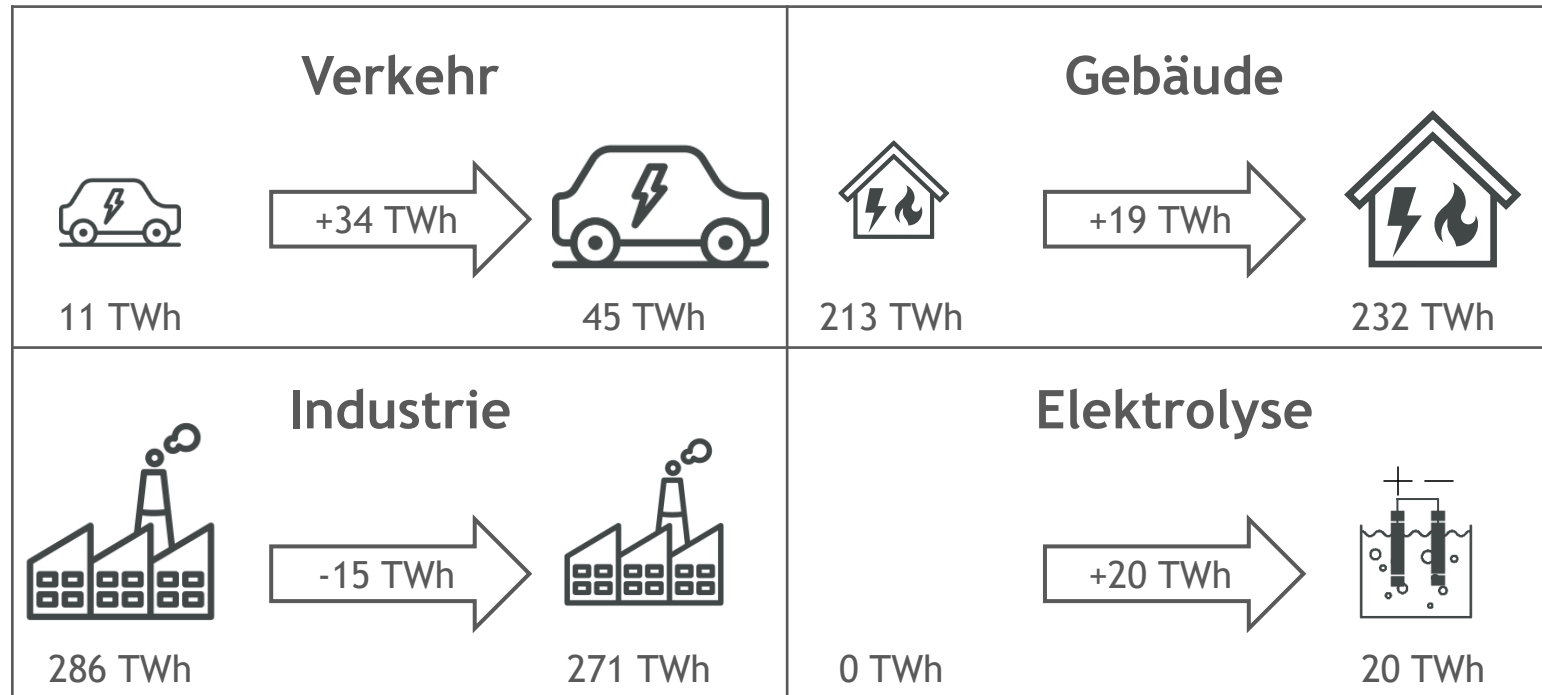 Verkehr
+34 TWh
11 TWh
45 TWh
Gebäude
+19 TWh
213 TWh
232 TWh
Industrie
-15 TWh
286 TWh
271 TWh
Elektrolyse
+ −
+20 TWh
0 TWh
20 TWh